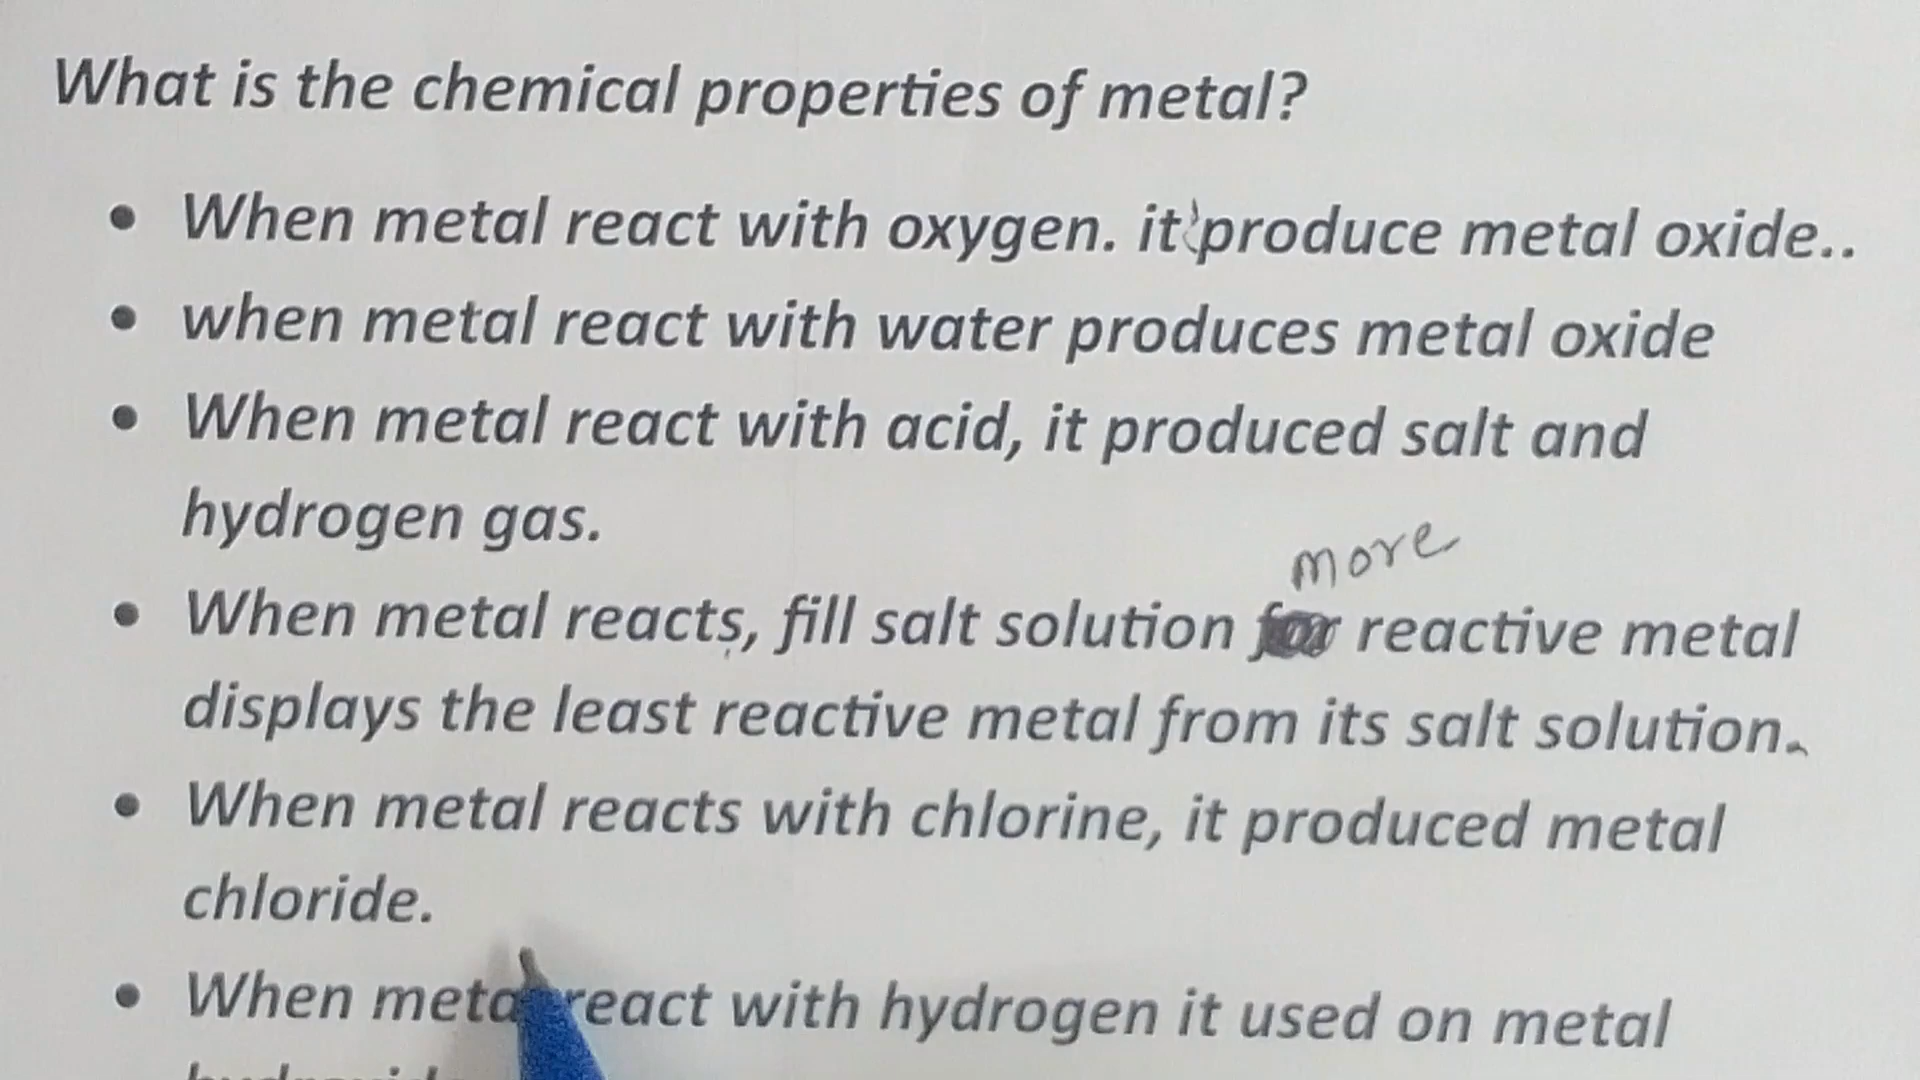 What is the chemical properties of metal?
• When metal react with oxygen. it produce metal oxide..
• when metal react with water produces metal oxide
• When metal react with acid, it produced salt and
hydrogen gas.
more
• When metal reacts, fill salt solution for reactive metal
displays the least reactive metal from its salt solution.
• When metal reacts with chlorine, it produced metal
chloride.
• When metal react with hydrogen it used on metal